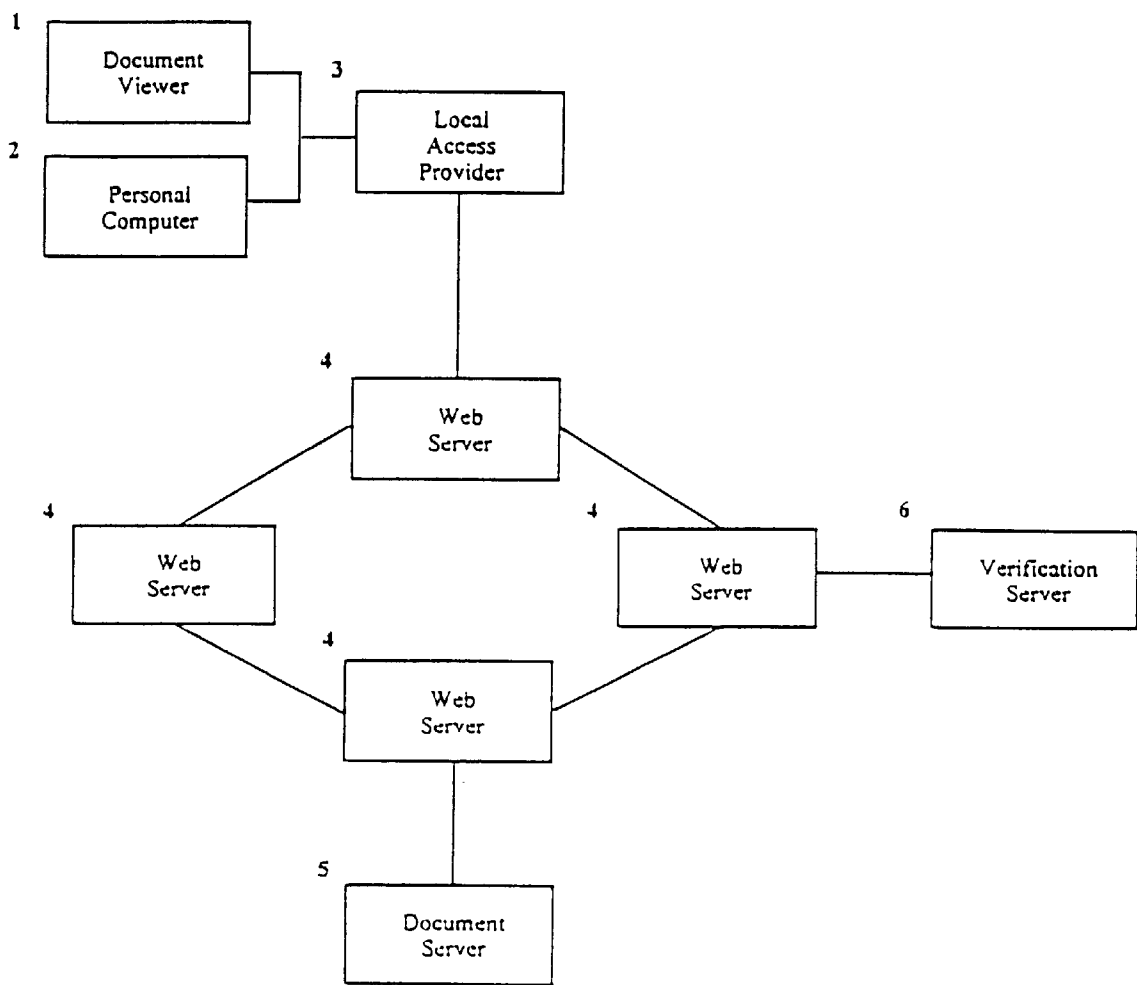 1
Document
Viewer
3
Local
Access
Provider
2
Personal
Computer
4
Web
Server
4
Web
Server
4
Web
Server
6
Verification
Server
4
Web
Server
5
Document
Server